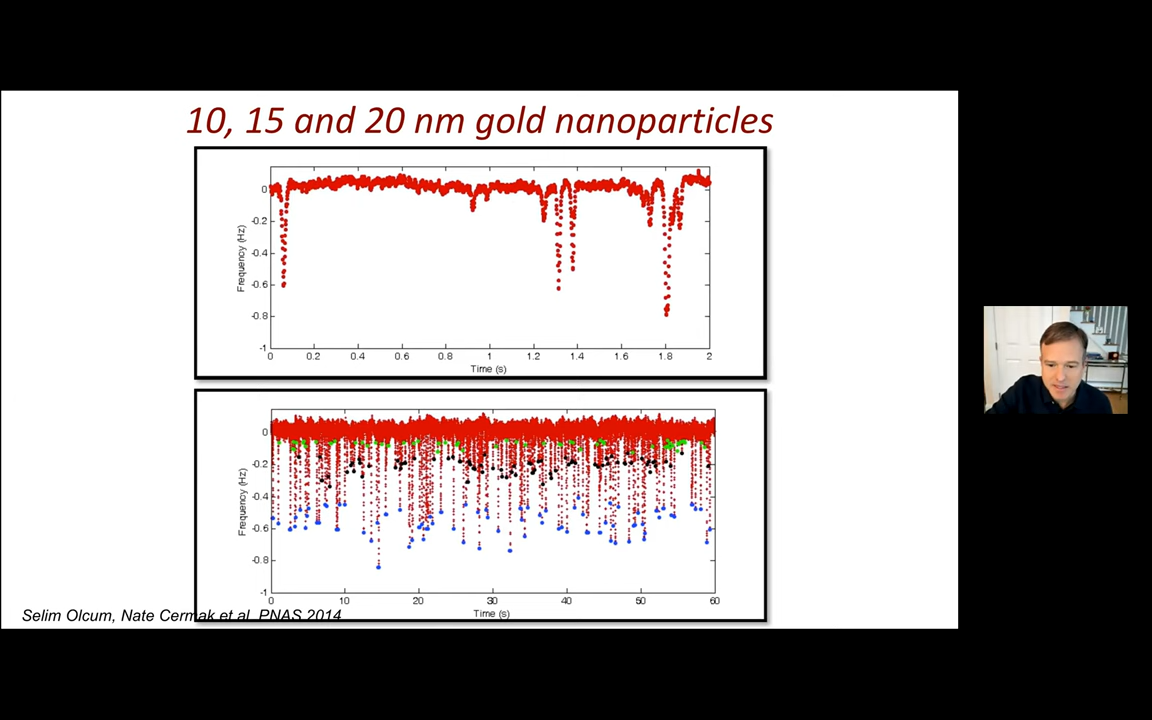 10, 15 and 20 nm gold nanoparticles
0
-0.2
-0.4
-0.6
-0.8
-1
Frequency (Hz)
0 0.2 0.4 0.6 0.8 1 1.2 1.4 1.6 1.8 2
Time (s)
0
-0.2
-0.4
-0.6
-0.8
-1
Frequency (Hz)
0 10 20 30 40 50 60
Time (s)
Selim Olcum, Nate Cermak et al. PNAS 2014